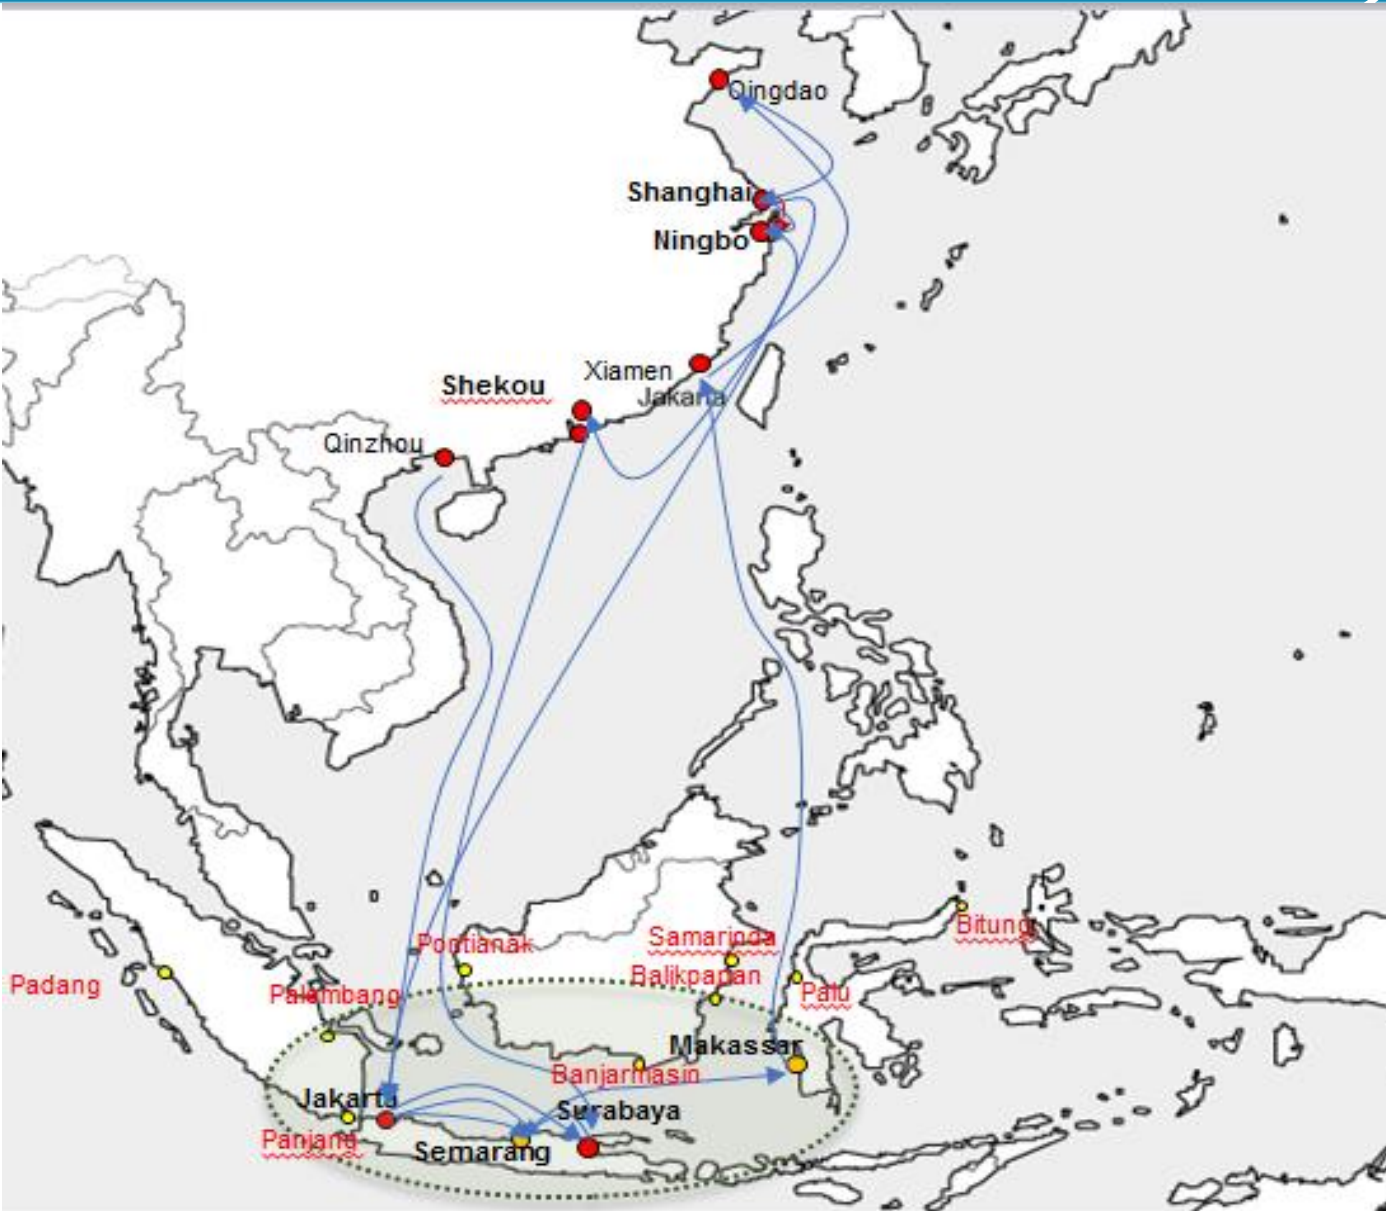 Qingdao
Shanghai
Ningbo
Xiamen
Shekou
Jakarta
Qinzhou
Bitung
Samarinda
Pontianak
Balikpapan
Padang
Palembang
Palu
Makassar
Banjarmasin
Jakarta
Surabaya
Panjang
Semarang